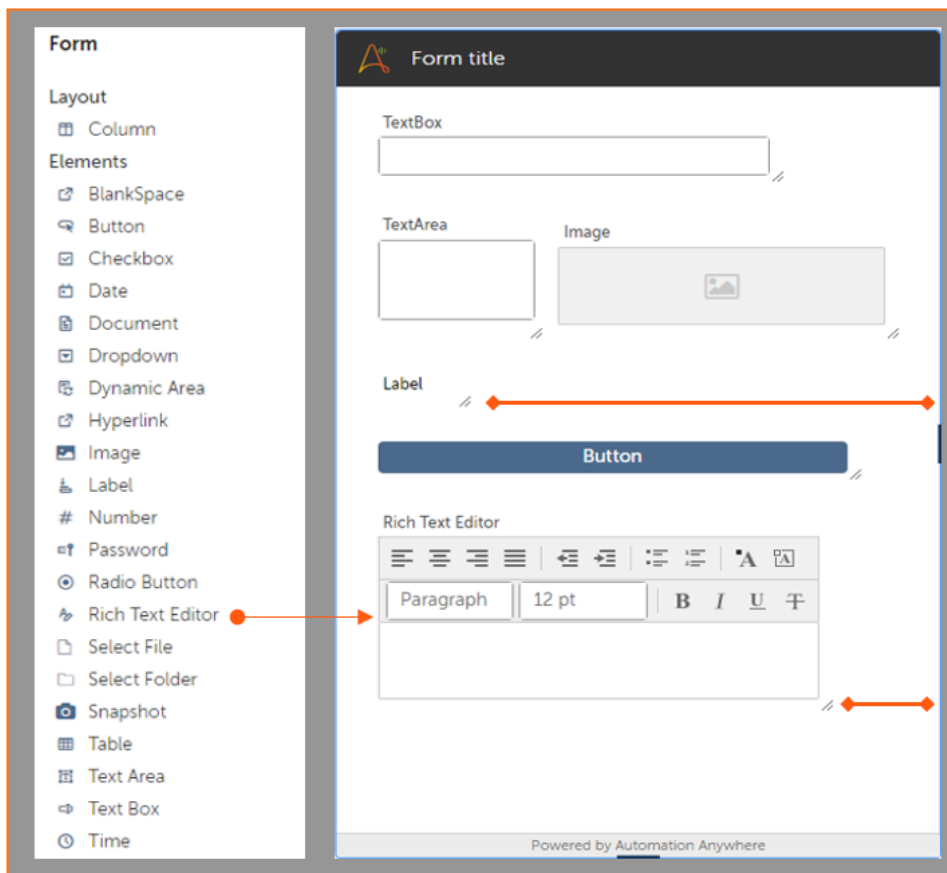 Form
Layout
Column
Elements
BlankSpace
Button
Checkbox
Date
Document
Dropdown
Dynamic Area
Hyperlink
Image
Label
Number
Password
Radio Button
Rich Text Editor
Select File
Select Folder
Snapshot
Table
Text Area
Text Box
Time
Form title
TextBox
TextArea
Image
Label
Button
Rich Text Editor
Paragraph 12 pt B I U T
Powered by Automation Anywhere